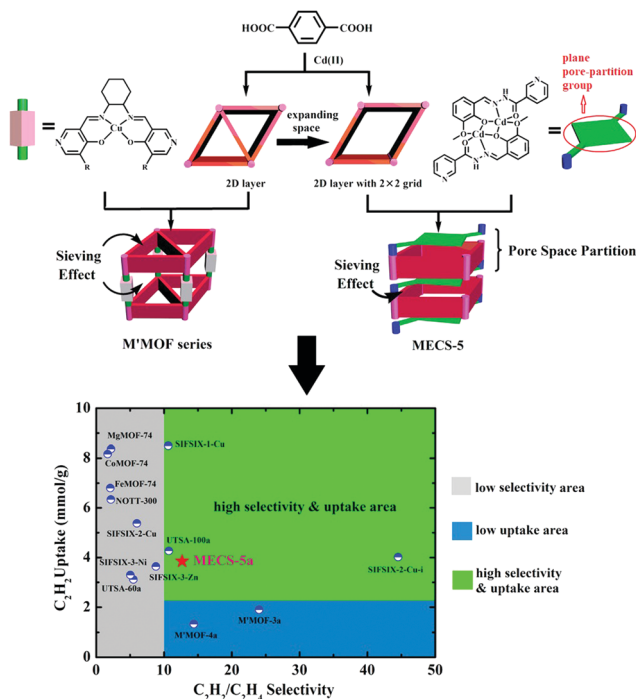 HOOC
COOH
Cd(II)
plane
pore-partition
group
N
N
Cu
N
N
O
O
R
R
expanding
space
2D layer
2D layer with 2×2 grid
Sieving
Effect
M'MOF series
Sieving
Effect
Pore Space Partition
MECS-5
C₂H₂Uptake (mmol/g)
10
8
6
4
2
0
MgMOF-74
CoMOF-74
FeMOF-74
NOTT-300
SIFSIX-2-Cu
SIFSIX-3-Ni
UTSA-60a
SIFSIX-3-Zn
SIFSIX-1-Cu
high selectivity & uptake area
UTSA-100a
MECS-5a
SIFSIX-2-Cu-i
M'MOF-4a
M'MOF-3a
0
10
20
30
40
50
C₂H₂/C₂H₄ Selectivity
low selectivity area
low uptake area
high selectivity
& uptake area